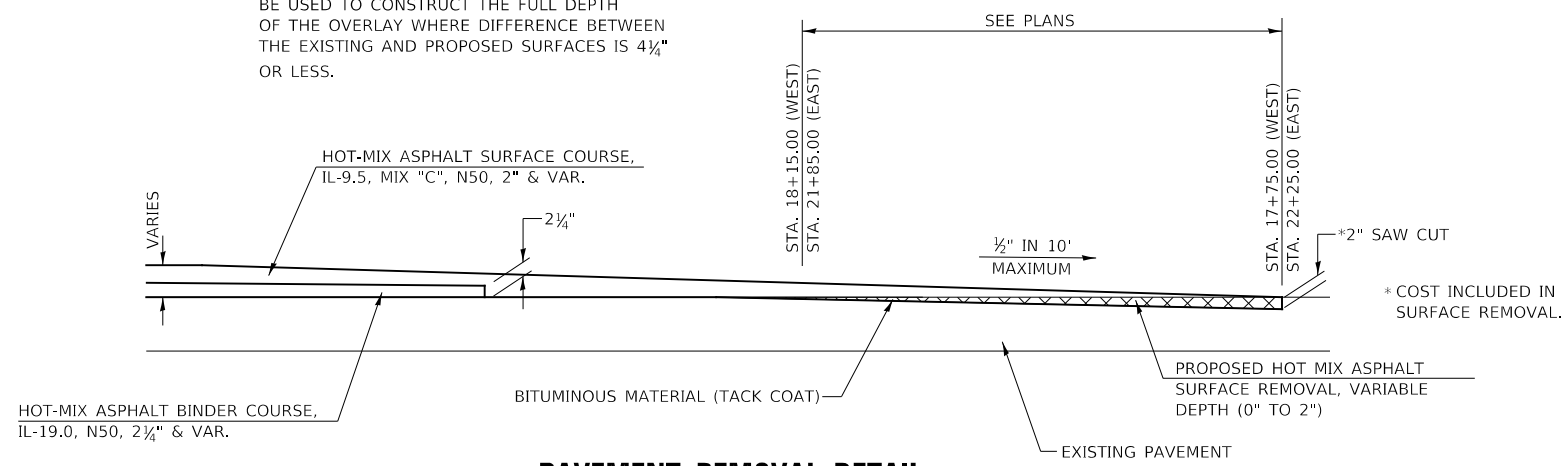 BE USED TO CONSTRUCT THE FULL DEPTH
OF THE OVERLAY WHERE DIFFERENCE BETWEEN
THE EXISTING AND PROPOSED SURFACES IS 4¼"
OR LESS.
SEE PLANS
STA. 18+15.00 (WEST)
STA. 21+85.00 (EAST)
STA. 17+75.00 (WEST)
STA. 22+25.00 (EAST)
HOT-MIX ASPHALT SURFACE COURSE,
IL-9.5, MIX "C", N50, 2" & VAR.
VARIES
2¼"
½" IN 10'
MAXIMUM
*2" SAW CUT
* COST INCLUDED IN
SURFACE REMOVAL.
PROPOSED HOT MIX ASPHALT
SURFACE REMOVAL, VARIABLE
DEPTH (0" TO 2")
BITUMINOUS MATERIAL (TACK COAT)
HOT-MIX ASPHALT BINDER COURSE,
IL-19.0, N50, 2¼" & VAR.
EXISTING PAVEMENT
PAVEMENT REMOVAL DETAIL